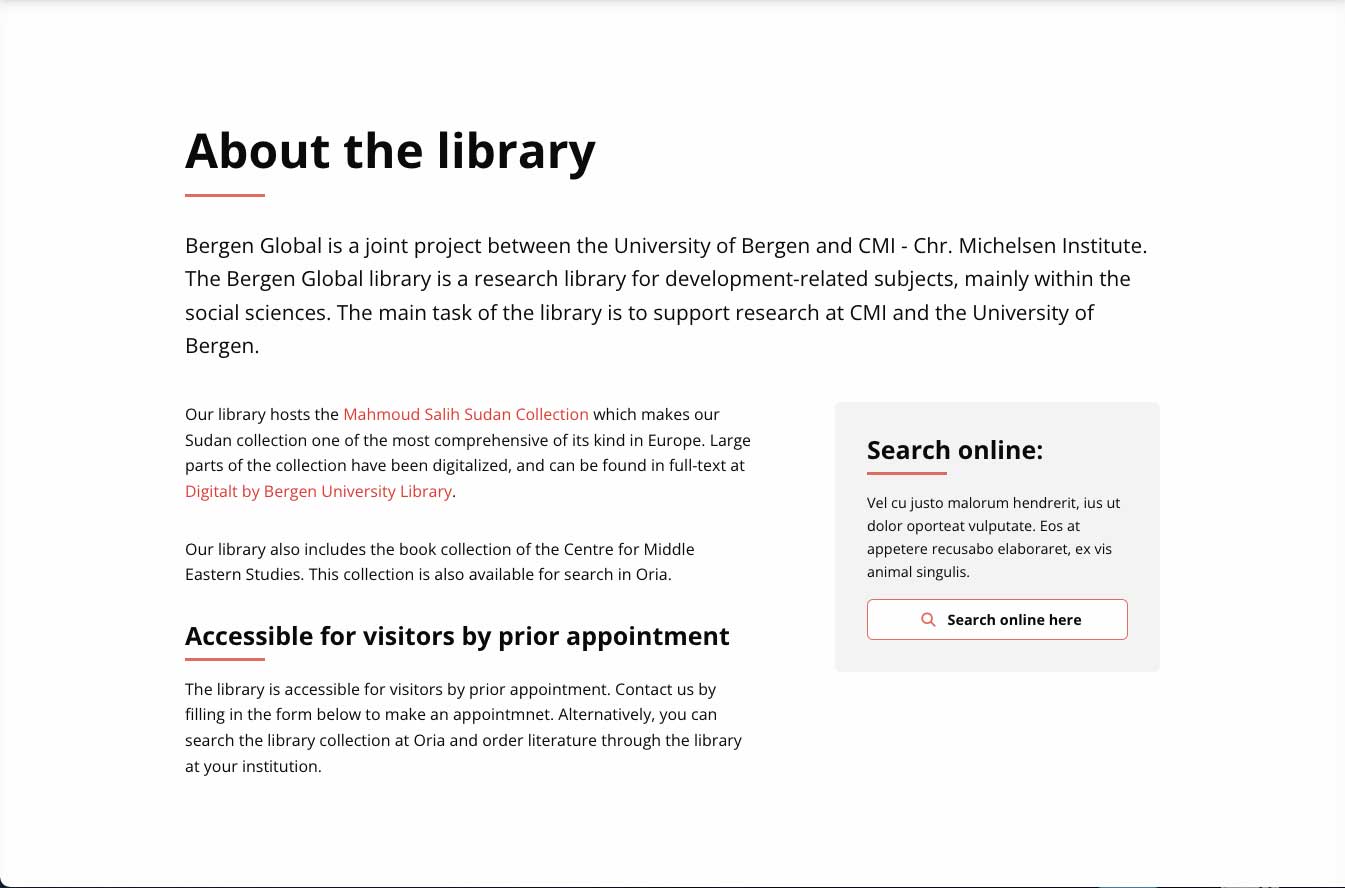 About the library
Bergen Global is a joint project between the University of Bergen and CMI - Chr. Michelsen Institute.
The Bergen Global library is a research library for development-related subjects, mainly within the
social sciences. The main task of the library is to support research at CMI and the University of
Bergen.
Our library hosts the Mahmoud Salih Sudan Collection which makes our
Sudan collection one of the most comprehensive of its kind in Europe. Large
parts of the collection have been digitalized, and can be found in full-text at
Digitalt by Bergen University Library.
Our library also includes the book collection of the Centre for Middle
Eastern Studies. This collection is also available for search in Oria.
Accessible for visitors by prior appointment
The library is accessible for visitors by prior appointment. Contact us by
filling in the form below to make an appointmnet. Alternatively, you can
search the library collection at Oria and order literature through the library
at your institution.
Search online:
Vel cu justo malorum hendrerit, ius ut
dolor oporteat vulputate. Eos at
appetere recusabo elaboraret, ex vis
animal singulis.
Search online here